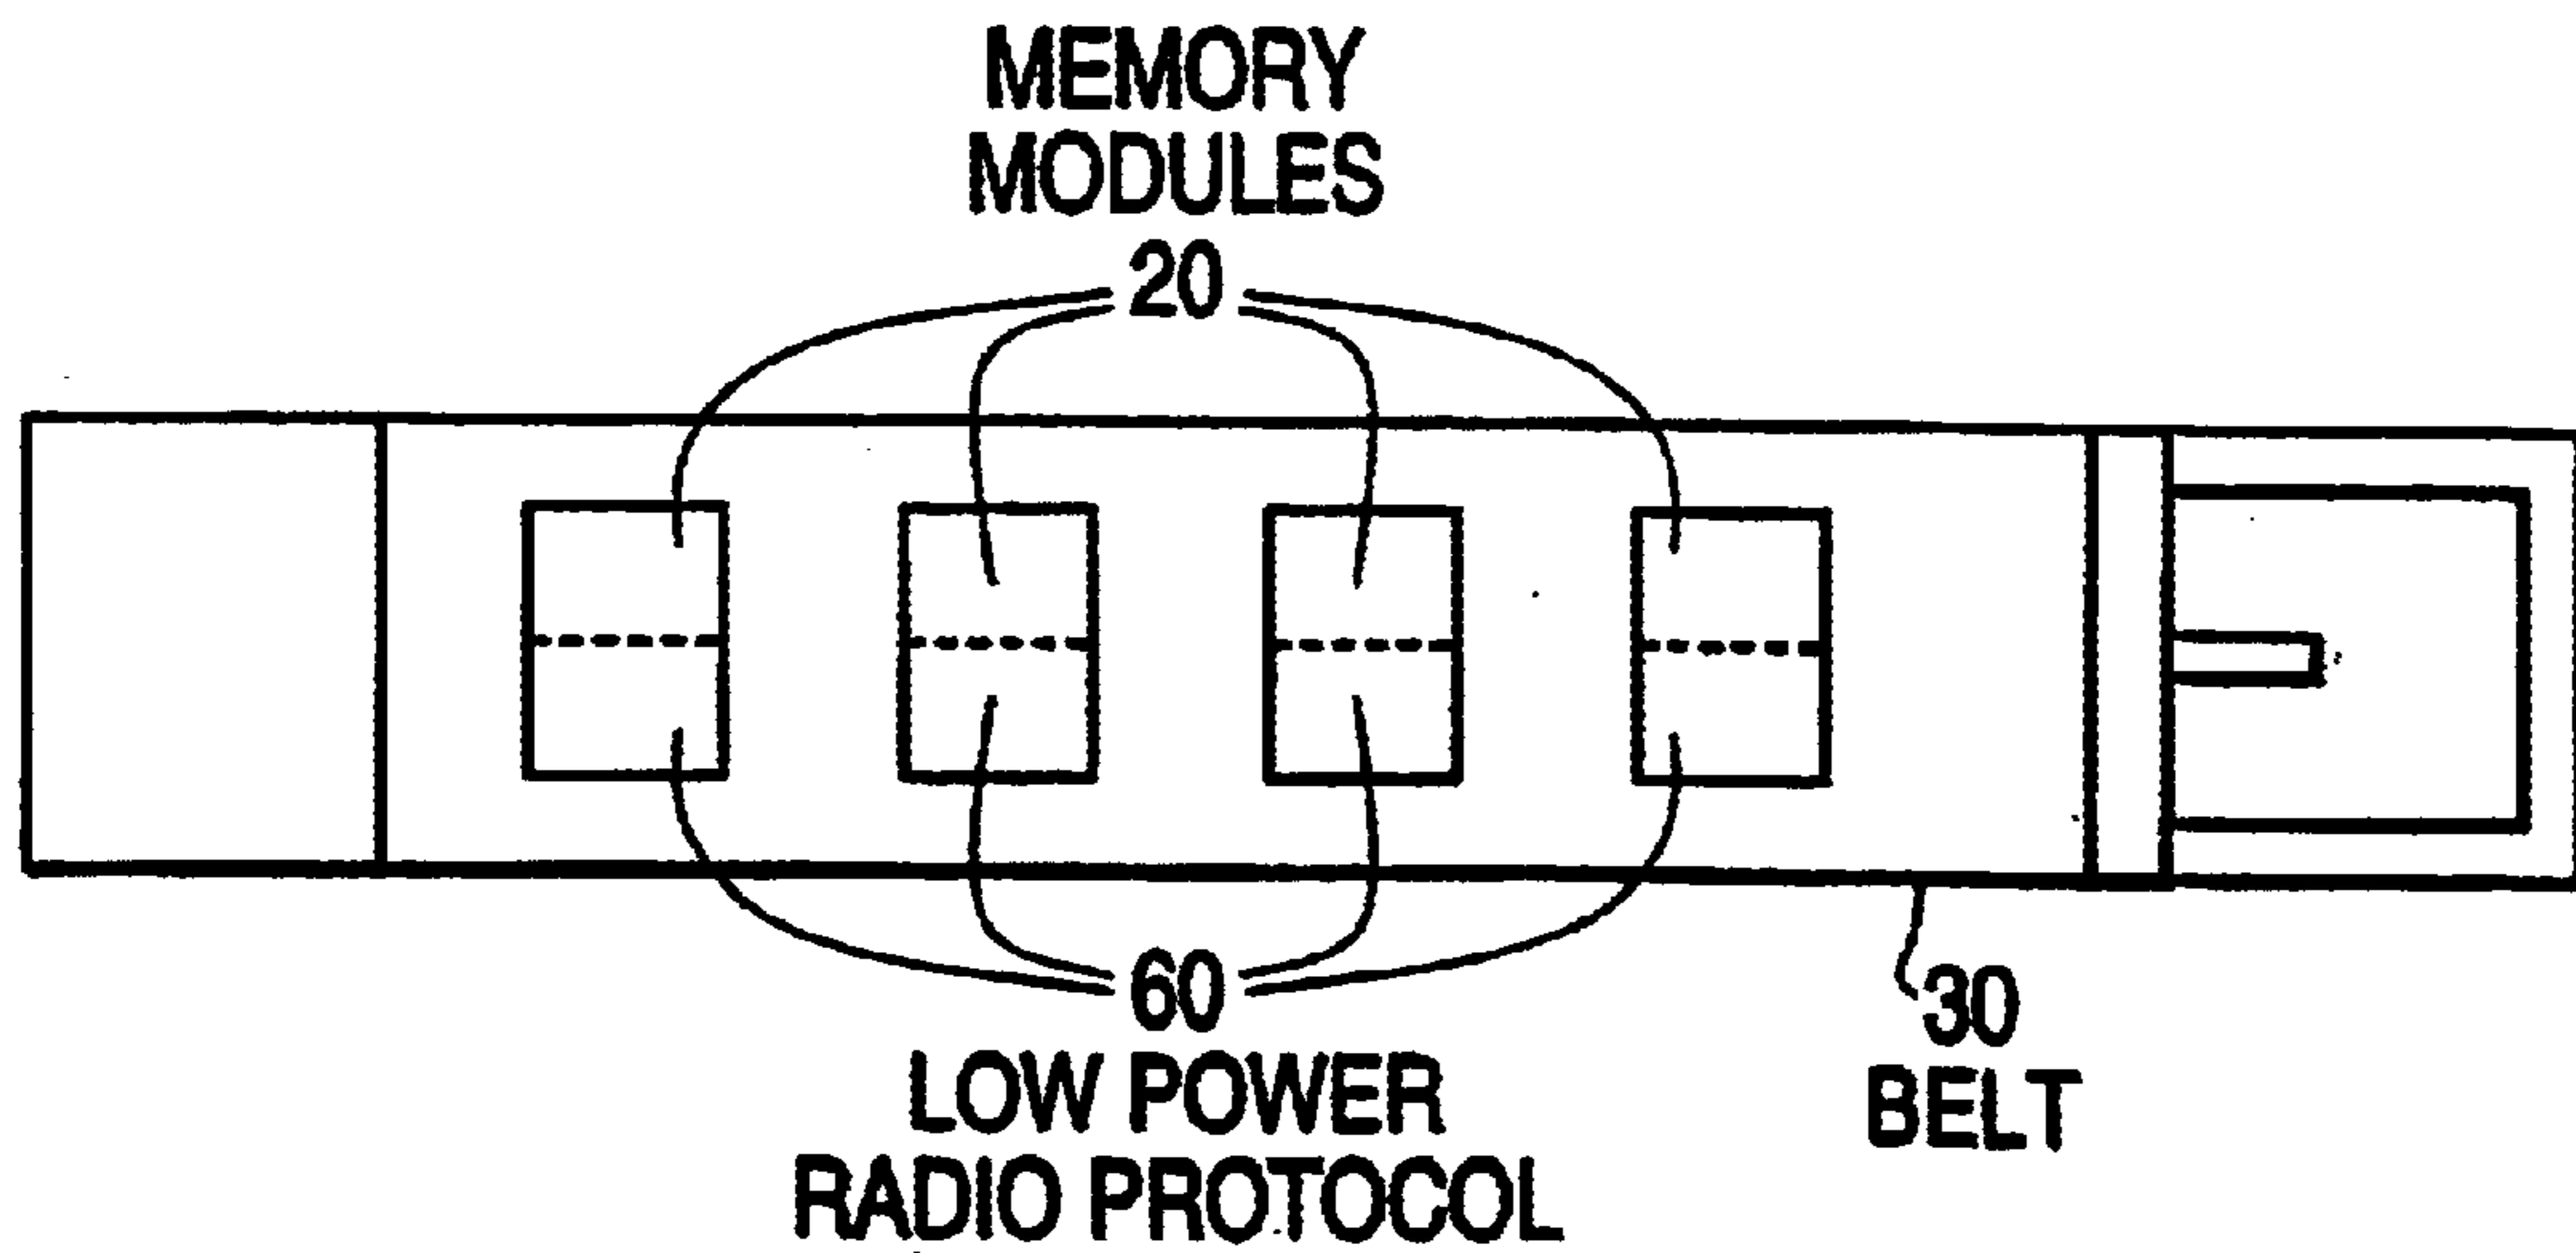 MEMORY
MODULES
20
60
LOW POWER
RADIO PROTOCOL
30
BELT